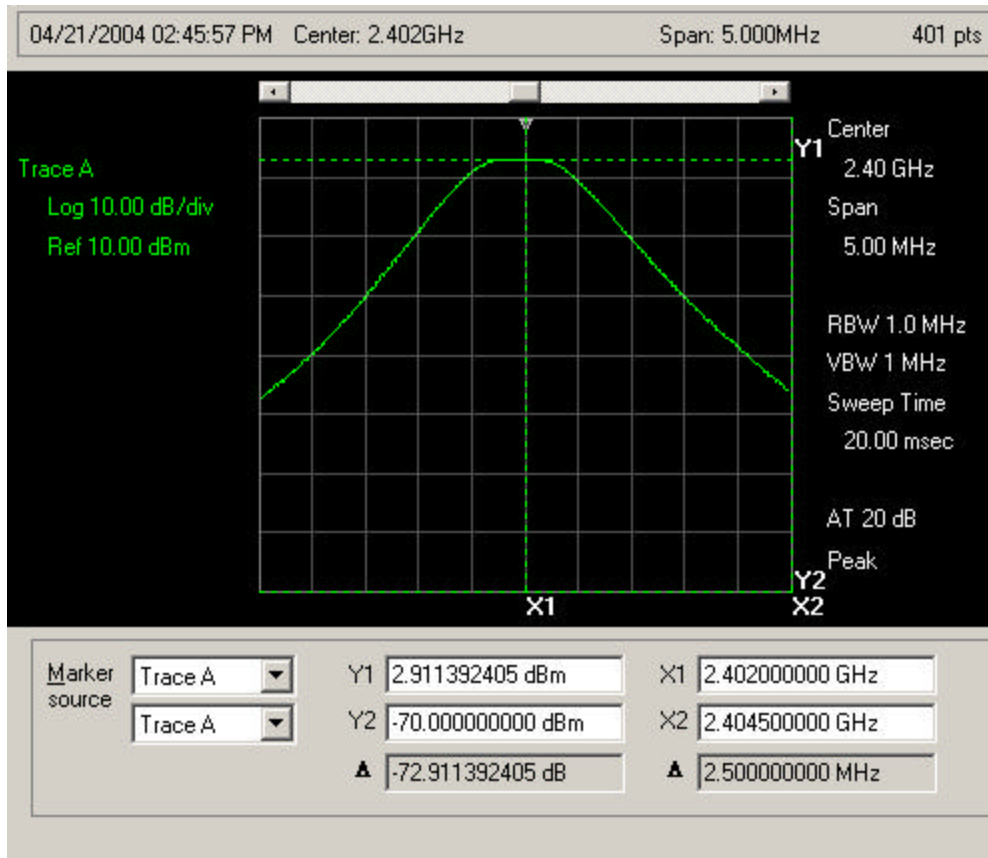 04/21/2004 02:45:57 PM Center: 2.402GHz Span: 5.000MHz 401 pts
Trace A
Log 10.00 dB/div
Ref 10.00 dBm
Y1
Center
2.40 GHz
Span
5.00 MHz
RBW 1.0 MHz
VBW 1 MHz
Sweep Time
20.00 msec
AT 20 dB
Peak
Y2
X1 X2
Marker source
Trace A
Trace A
Y1 2.911392405 dBm X1 2.402000000 GHz
Y2 -70.000000000 dBm X2 2.404500000 GHz
Δ -72.911392405 dB Δ 2.500000000 MHz